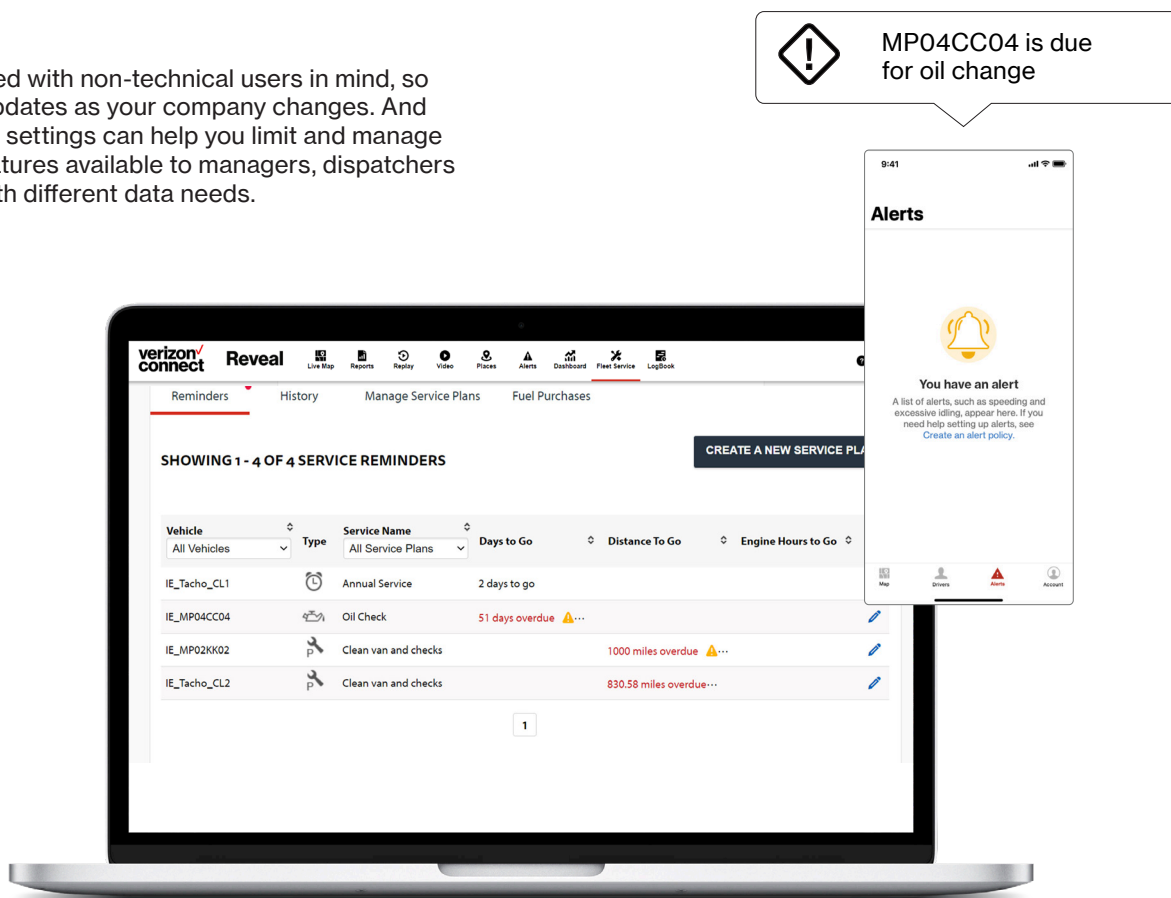 ed with non-technical users in mind, so
dates as your company changes. And
settings can help you limit and manage
tures available to managers, dispatchers
th different data needs.
MP04CC04 is due
for oil change
9:41
Alerts
You have an alert
A list of alerts, such as speeding and
excessive idling, appear here. If you
need help setting up alerts, see
Create an alert policy.
Map Drivers Alerts Account
verizon
connect
Reveal
Live Map Reports Replay Video Places Alerts Dashboard Fleet Service LogBook
Reminders History Manage Service Plans Fuel Purchases
SHOWING 1 - 4 OF 4 SERVICE REMINDERS
CREATE A NEW SERVICE PLA
Vehicle Type Service Name Days to Go Distance To Go Engine Hours to Go
All Vehicles All Service Plans
IE_Tacho_CL1 Annual Service 2 days to go
IE_MP04CC04 Oil Check 51 days overdue ...
IE_MP02KK02 P Clean van and checks 1000 miles overdue ...
IE_Tacho_CL2 P Clean van and checks 830.58 miles overdue...
1